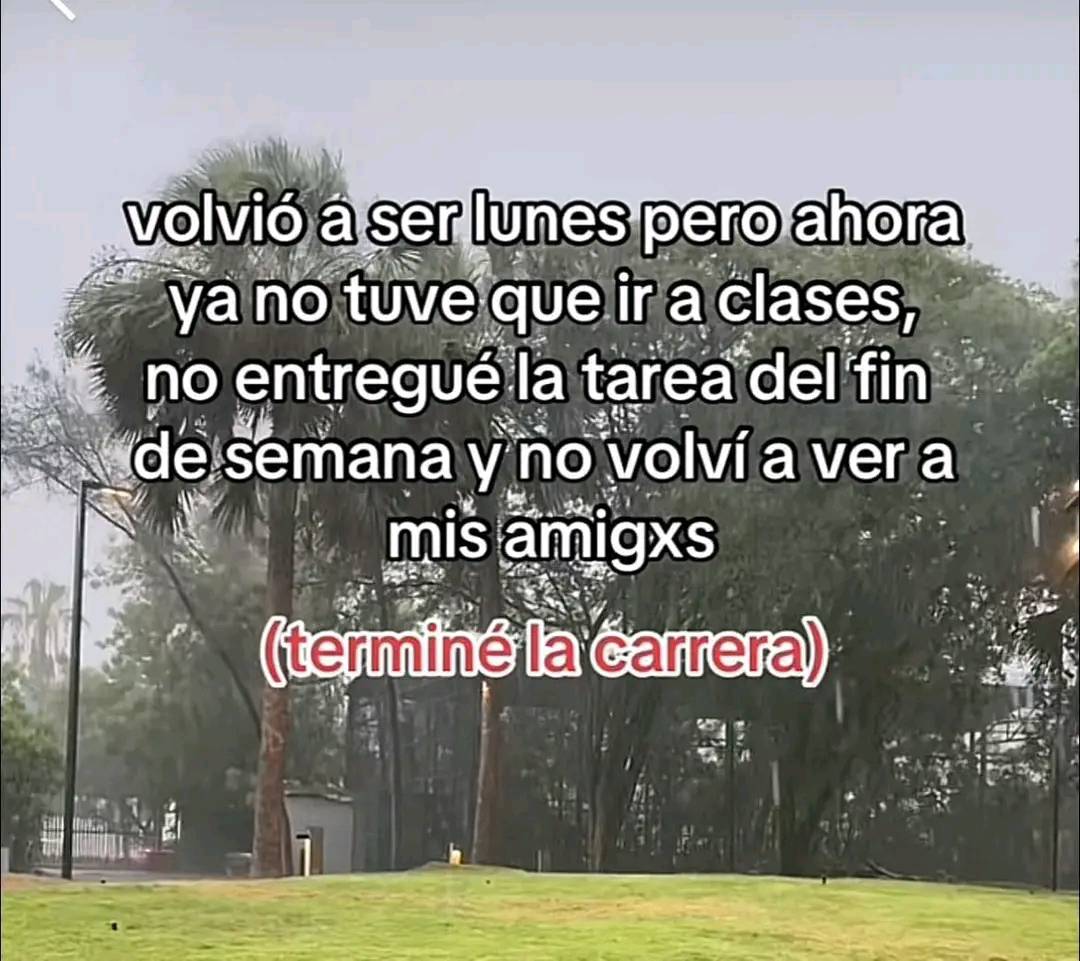 volvió a ser lunes pero ahora
ya no tuve que ir a clases,
no entregué la tarea del fin
de semana y no volví a ver a
mis amigxs
(terminé la carrera)